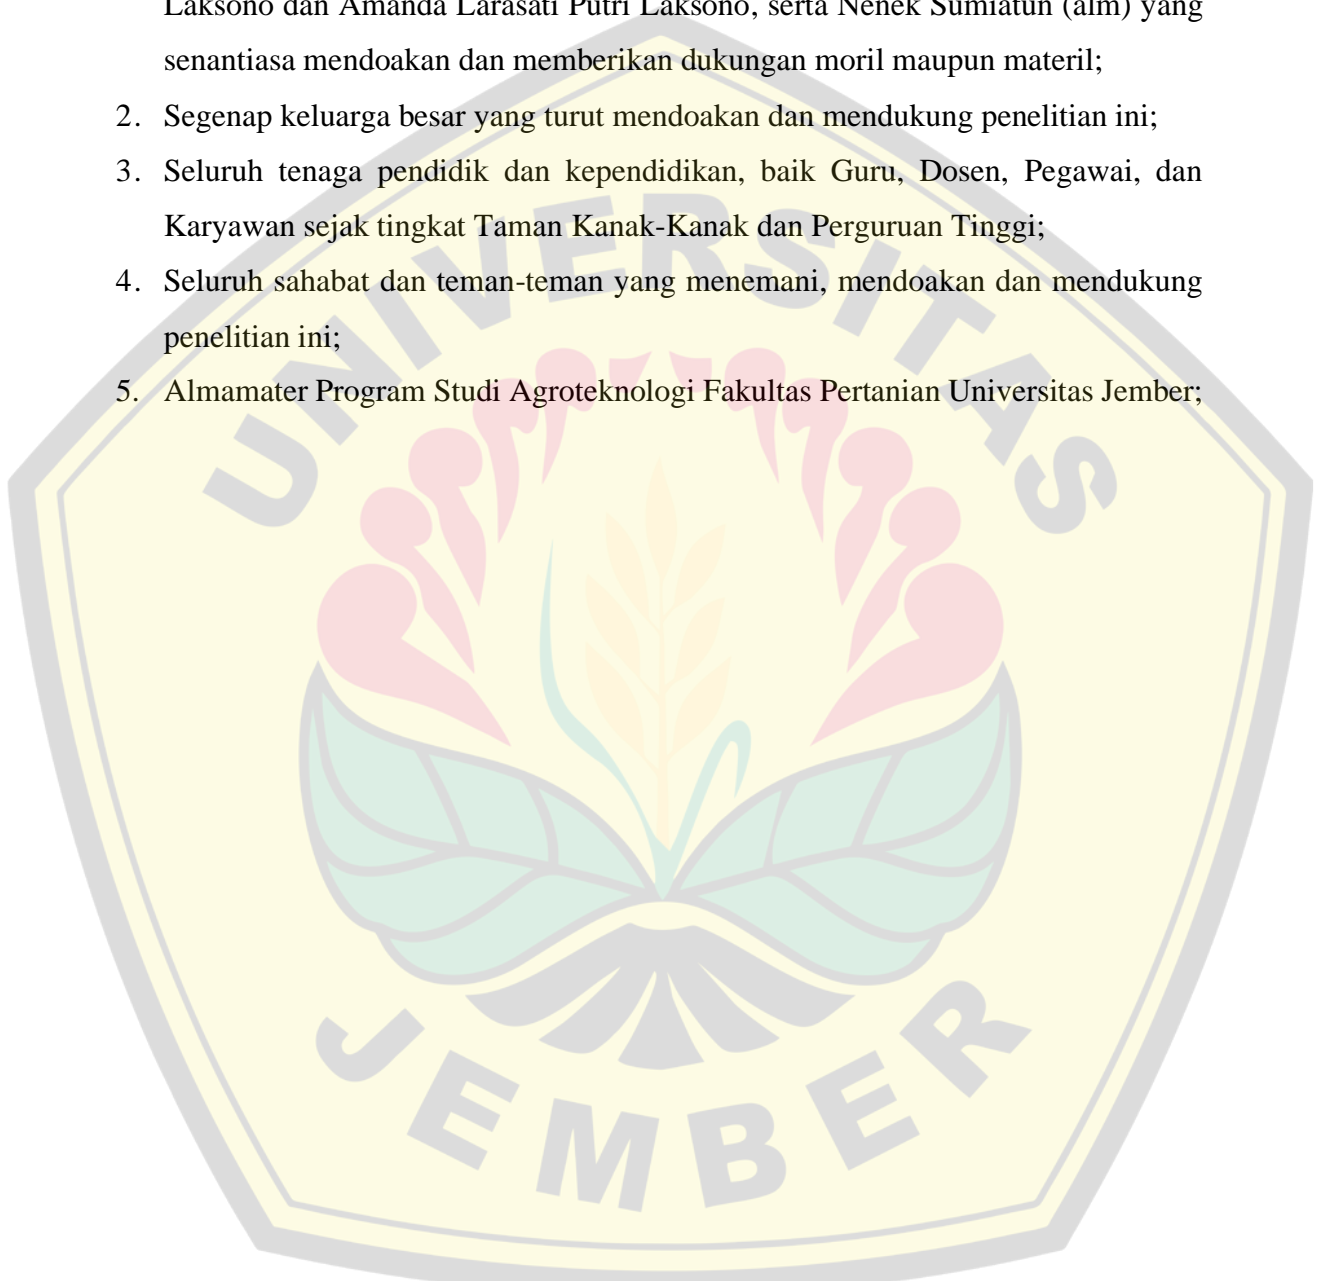 Laksono dan Amanda Larasati Putri Laksono, serta Nenek Sumiatun (alm) yang
senantiasa mendoakan dan memberikan dukungan moril maupun materil;
2. Segenap keluarga besar yang turut mendoakan dan mendukung penelitian ini;
3. Seluruh tenaga pendidik dan kependidikan, baik Guru, Dosen, Pegawai, dan
Karyawan sejak tingkat Taman Kanak-Kanak dan Perguruan Tinggi;
4. Seluruh sahabat dan teman-teman yang menemani, mendoakan dan mendukung
penelitian ini;
5. Almamater Program Studi Agroteknologi Fakultas Pertanian Universitas Jember;
UNIVERSITAS
JEMBER